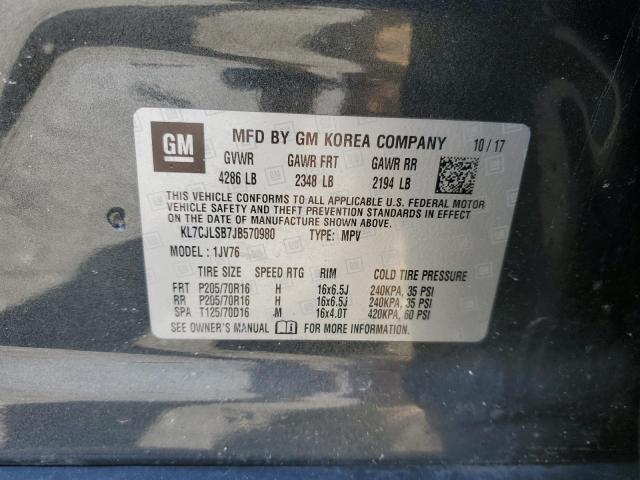 GM MFD BY GM KOREA COMPANY 10/17
GVWR GAWR FRT GAWR RR
4286 LB 2348 LB 2194 LB
THIS VEHICLE CONFORMS TO ALL APPLICABLE U.S. FEDERAL MOTOR
VEHICLE SAFETY AND THEFT PREVENTION STANDARDS IN EFFECT
ON THE DATE OF MANUFACTURE SHOWN ABOVE.
KL7CJLSB7JB570980 TYPE: MPV
MODEL : 1JV76
TIRE SIZE SPEED RTG RIM COLD TIRE PRESSURE
FRT P205/70R16 H 16x6.5J 240KPA, 35 PSI
RR P205/70R16 H 16x6.5J 240KPA, 35 PSI
SPA T125/70D16 M 16x4.0T 420KPA, 60 PSI
SEE OWNER'S MANUAL FOR MORE INFORMATION.